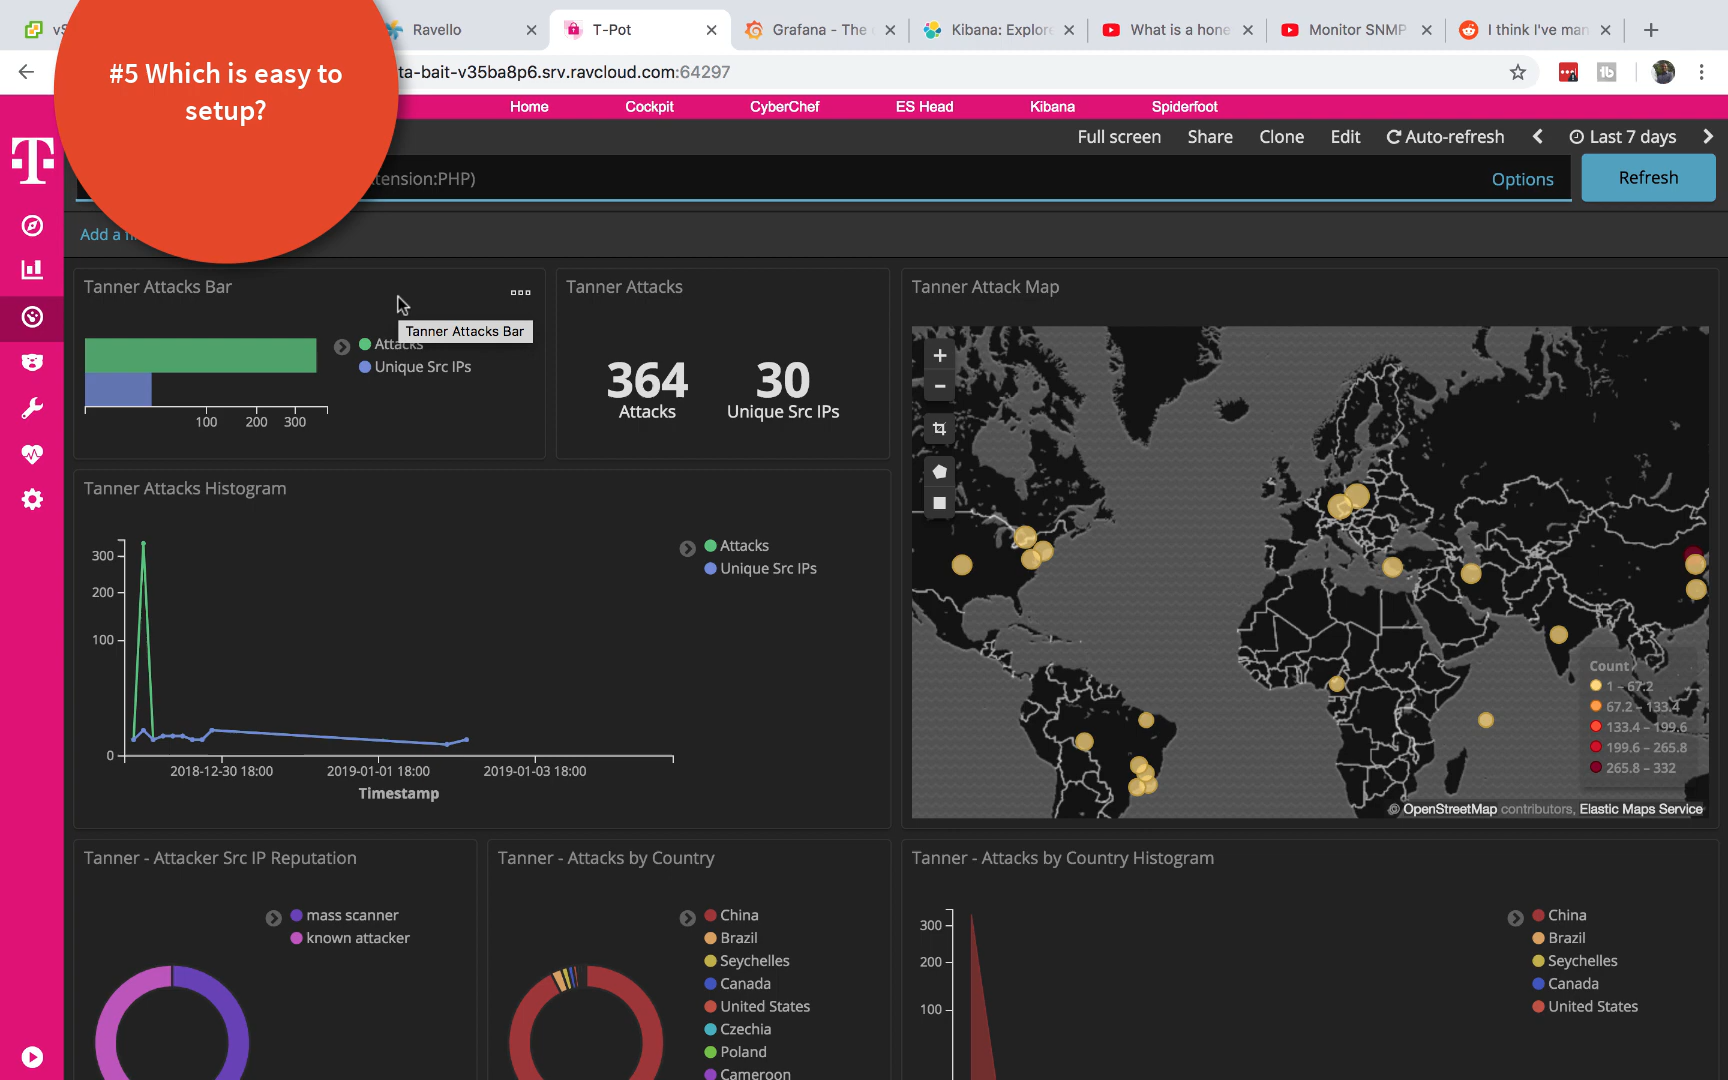 vS
Ravello
T-Pot
Grafana - The
Kibana: Explor
What is a hone
Monitor SNMP
I think I've man
#5 Which is easy to
setup?
ta-bait-v35ba8p6.srv.ravcloud.com:64297
Home
Cockpit
CyberChef
ES Head
Kibana
Spiderfoot
Full screen
Share
Clone
Edit
Auto-refresh
Last 7 days
tension:PHP)
Options
Refresh
Add a fi
Tanner Attacks Bar
Tanner Attacks Bar
Attacks
Unique Src IPs
100
200
300
Tanner Attacks
364
Attacks
30
Unique Src IPs
Tanner Attack Map
Count
1 – 67.2
67.2 – 133.4
133.4 – 199.6
199.6 – 265.8
265.8 – 332
© OpenStreetMap contributors, Elastic Maps Service
Tanner Attacks Histogram
300
200
100
0
Attacks
Unique Src IPs
2018-12-30 18:00
2019-01-01 18:00
2019-01-03 18:00
Timestamp
Tanner - Attacker Src IP Reputation
mass scanner
known attacker
Tanner - Attacks by Country
China
Brazil
Seychelles
Canada
United States
Czechia
Poland
Cameroon
Tanner - Attacks by Country Histogram
300
200
100
China
Brazil
Seychelles
Canada
United States